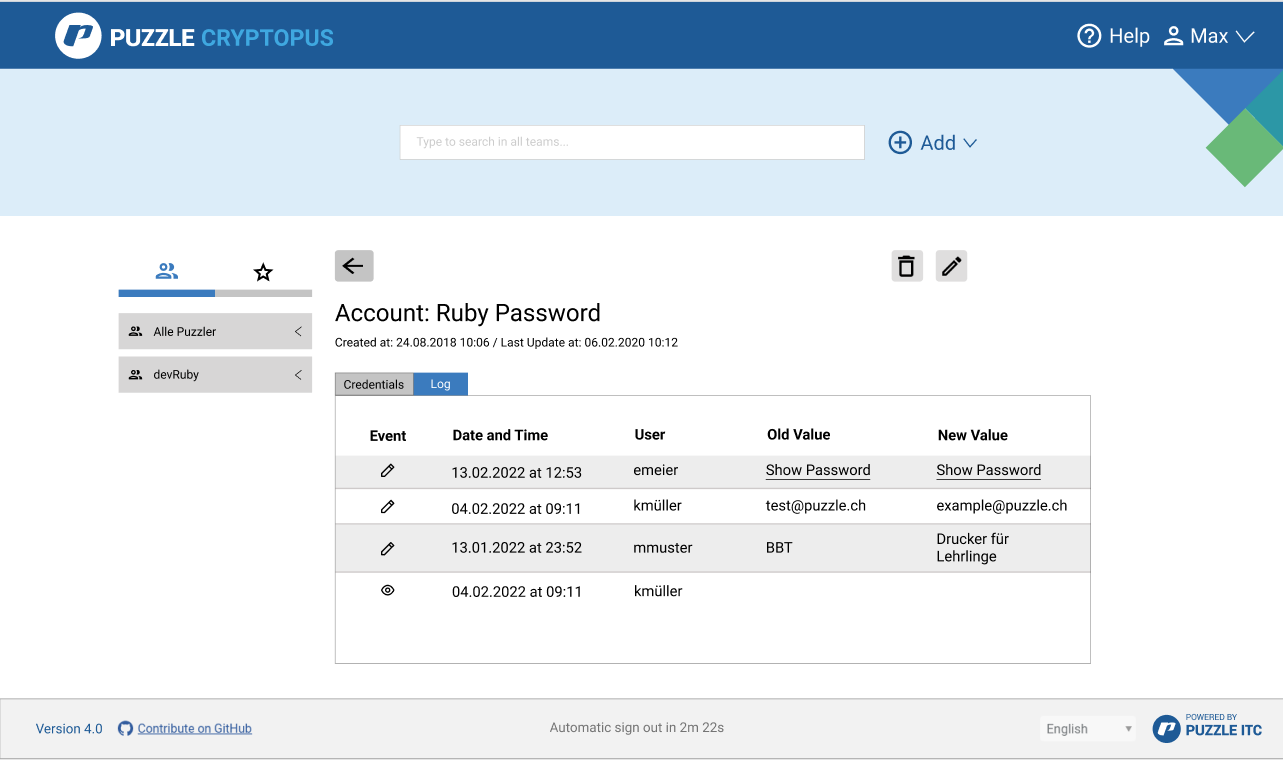 PUZZLE CRYPTOPUS
Help
Max
Type to search in all teams...
Add
Alle Puzzler
devRuby
Account: Ruby Password
Created at: 24.08.2018 10:06 / Last Update at: 06.02.2020 10:12
Credentials Log
Event Date and Time User Old Value New Value
13.02.2022 at 12:53 emeier Show Password Show Password
04.02.2022 at 09:11 kmüller test@puzzle.ch example@puzzle.ch
13.01.2022 at 23:52 mmuster BBT Drucker für
Lehrlinge
04.02.2022 at 09:11 kmüller
Version 4.0 Contribute on GitHub Automatic sign out in 2m 22s English
POWERED BY
PUZZLE ITC